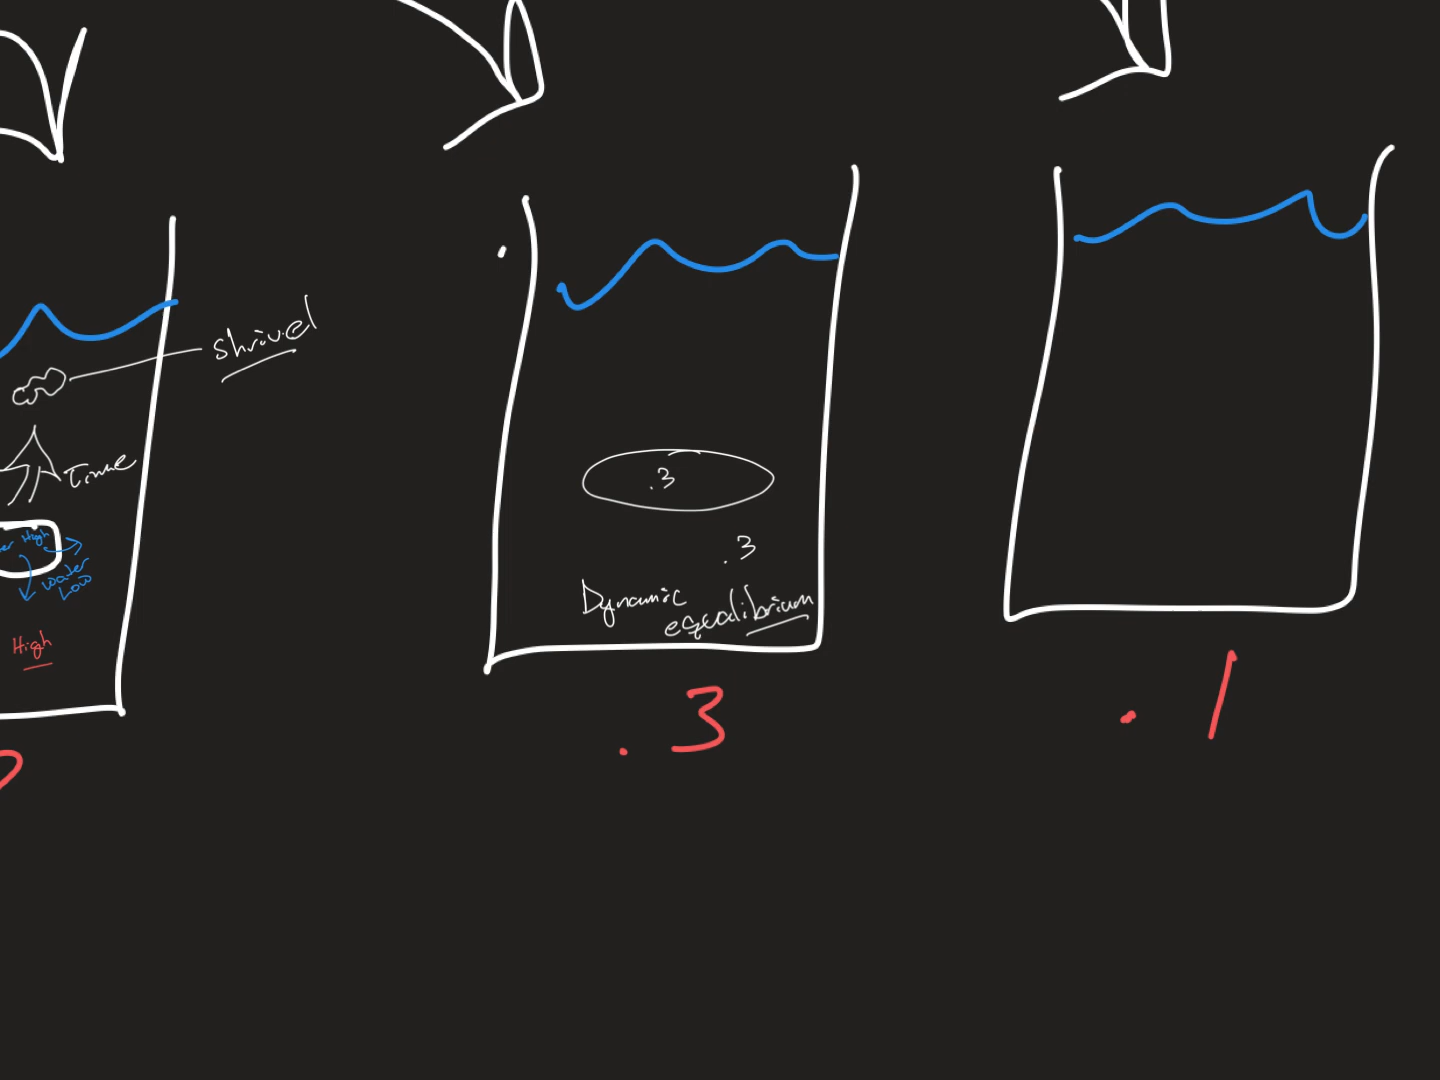 shrivel
Time
High
Water
Low
High
.3
.3
Dynamic
equalibrium
.3
.1